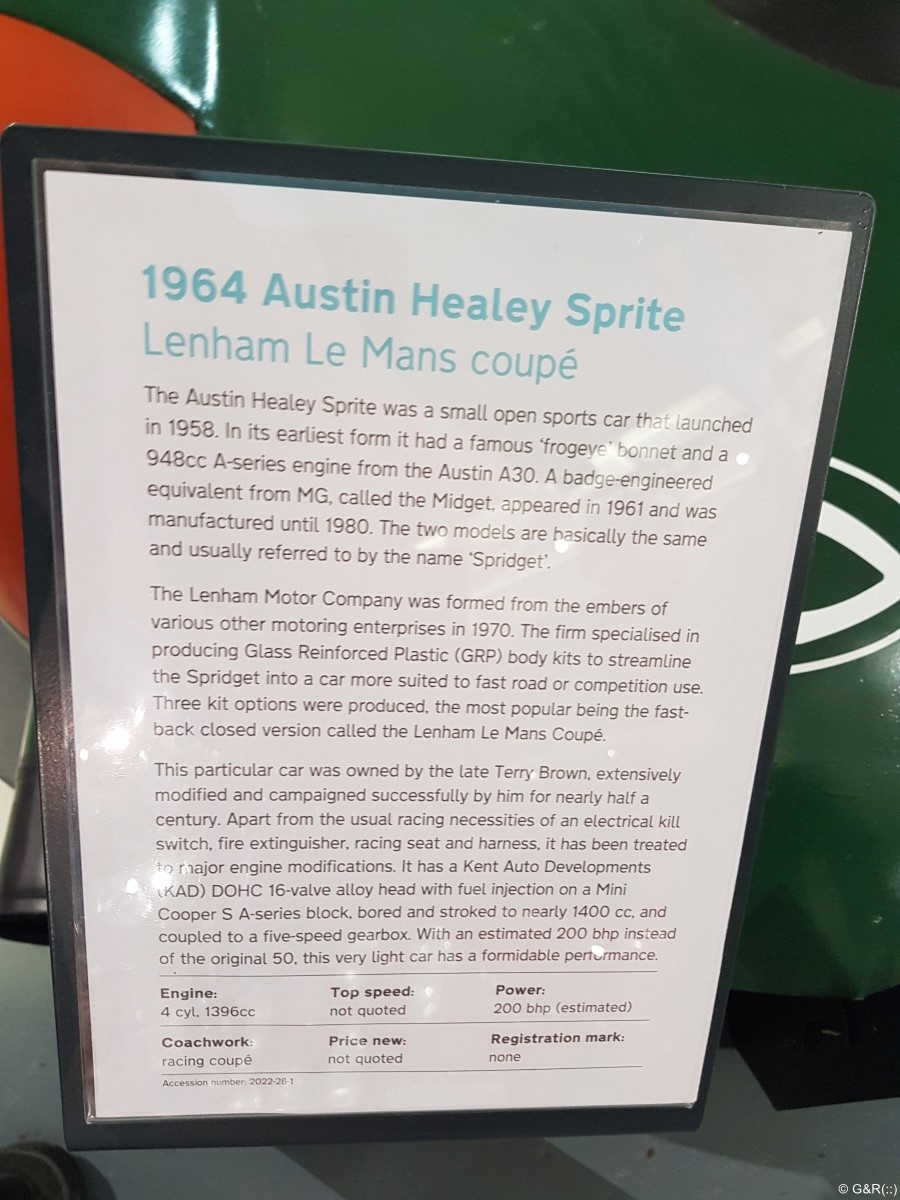 1964 Austin Healey Sprite
Lenham Le Mans coupé
The Austin Healey Sprite was a small open sports car that launched
in 1958. In its earliest form it had a famous ‘frogeye’ bonnet and a
948cc A-series engine from the Austin A30. A badge-engineered
equivalent from MG, called the Midget, appeared in 1961 and was
manufactured until 1980. The two models are basically the same
and usually referred to by the name ‘Spridget’.
The Lenham Motor Company was formed from the embers of
various other motoring enterprises in 1970. The firm specialised in
producing Glass Reinforced Plastic (GRP) body kits to streamline
the Spridget into a car more suited to fast road or competition use.
Three kit options were produced, the most popular being the fast-
back closed version called the Lenham Le Mans Coupé.
This particular car was owned by the late Terry Brown, extensively
modified and campaigned successfully by him for nearly half a
century. Apart from the usual racing necessities of an electrical kill
switch, fire extinguisher, racing seat and harness, it has been treated
to major engine modifications. It has a Kent Auto Developments
(KAD) DOHC 16-valve alloy head with fuel injection on a Mini
Cooper S A-series block, bored and stroked to nearly 1400 cc, and
coupled to a five-speed gearbox. With an estimated 200 bhp instead
of the original 50, this very light car has a formidable performance.
Engine: Top speed: Power:
4 cyl, 1396cc not quoted 200 bhp (estimated)
Coachwork: Price new: Registration mark:
racing coupé not quoted none
Accession number: 2022-28-1
© G&R(::)